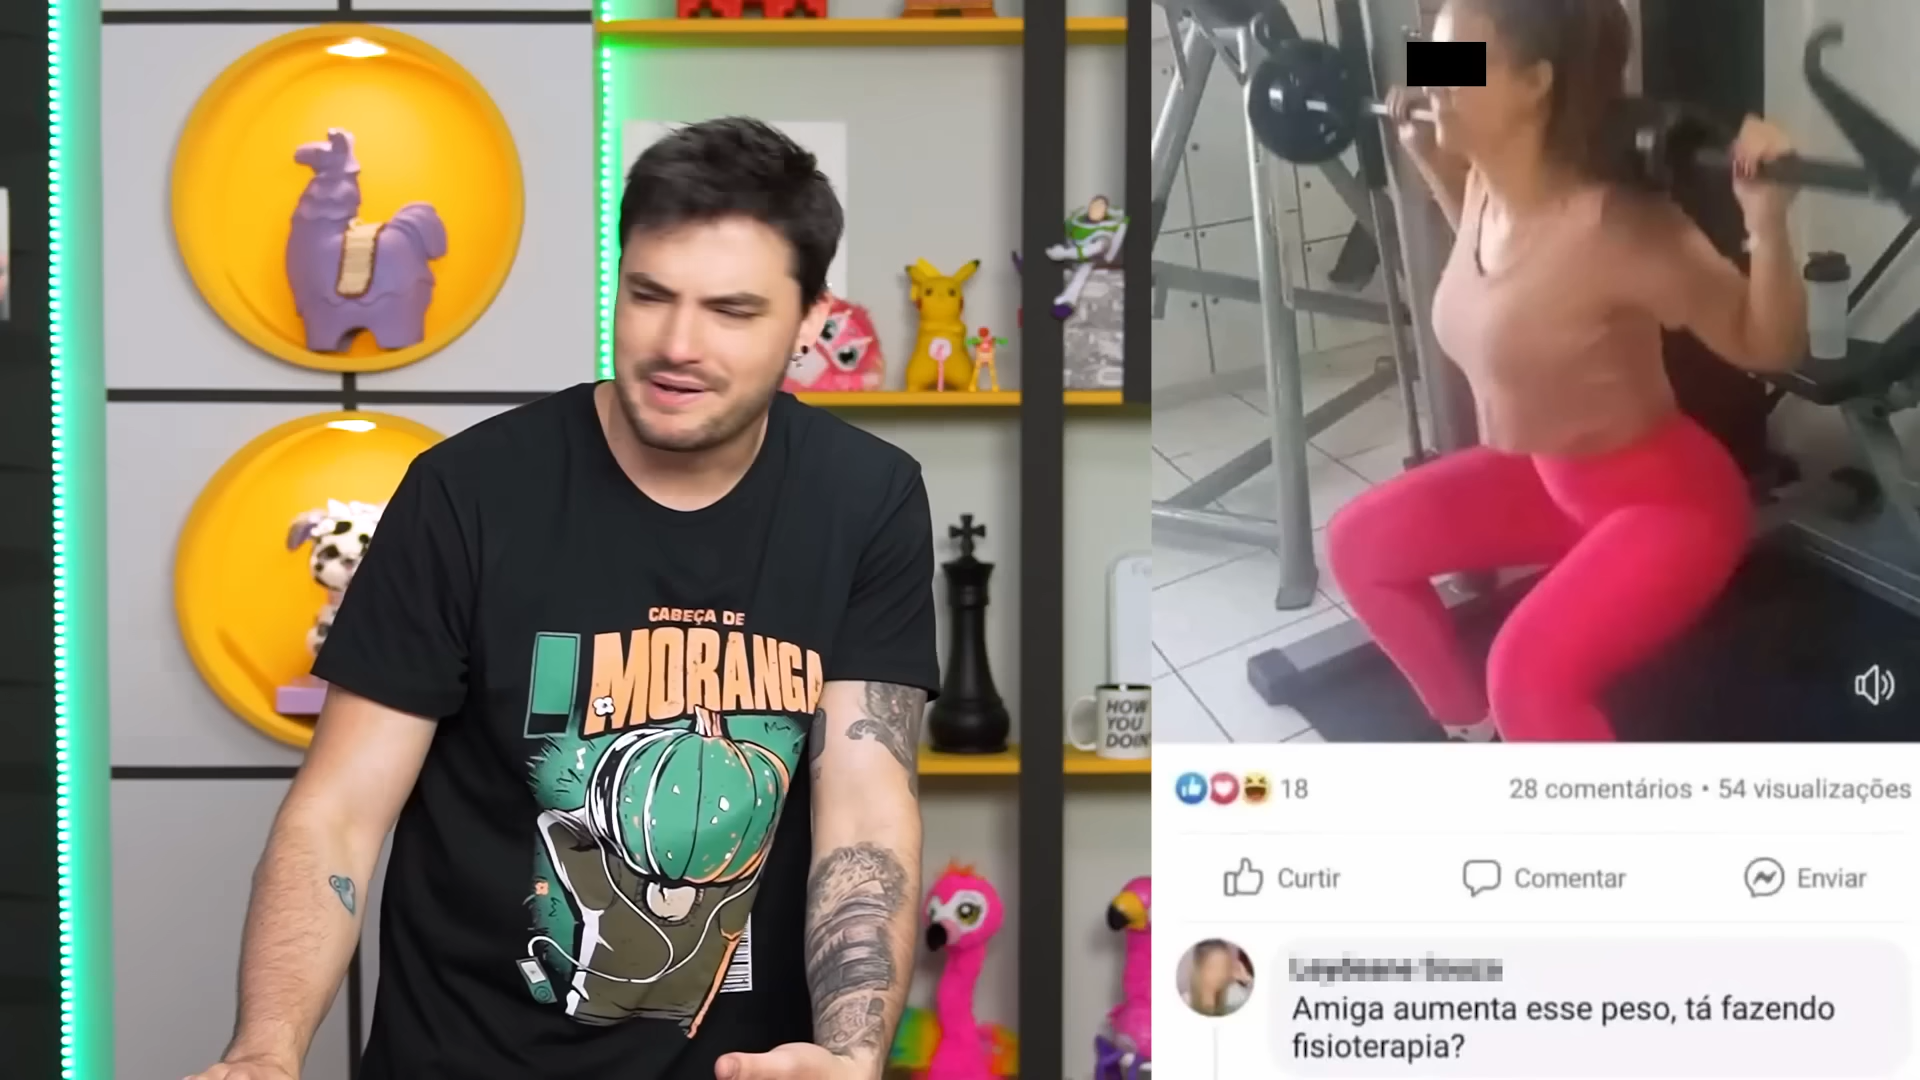 CABEÇA DE
MORANGA
HOW
YOU
DOIN
18
28 comentários • 54 visualizações
Curtir
Comentar
Enviar
Amiga aumenta esse peso, tá fazendo
fisioterapia?